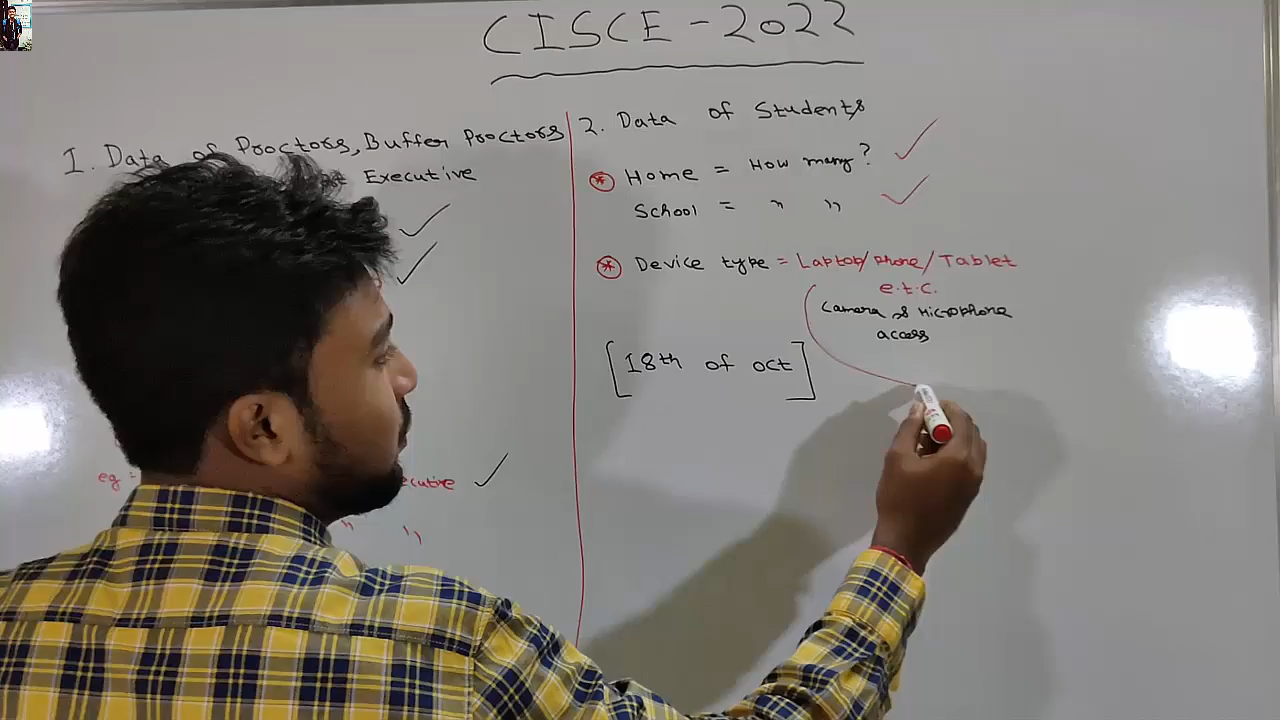 CISCE-2022
1. Data of Proctors, Buffer Proctors
Executive
eg :-
ecutive
" "
2. Data of Students
* Home = How many?
School = " "
* Device type = Laptop/Phone/Tablet
e.t.c.
Camera & Microphone
access
[18th of oct]